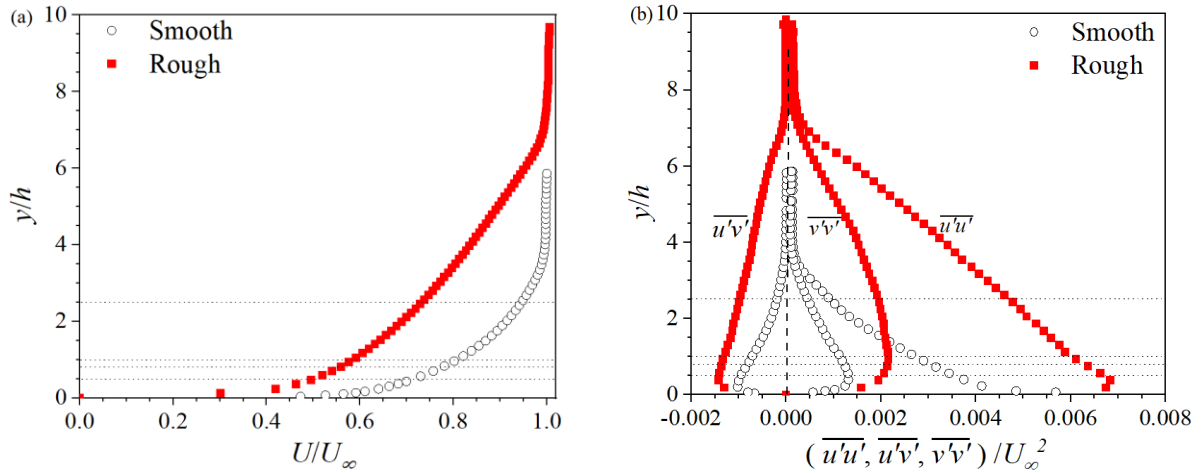 (a)
Smooth
Rough
10
8
6
4
2
0
y/h
0.0 0.2 0.4 0.6 0.8 1.0
U/U∞
(b)
Smooth
Rough
10
8
6
4
2
0
y/h
u'v' v'v' u'u'
-0.002 0.000 0.002 0.004 0.006 0.008
( u'u', u'v', v'v' ) /U∞²